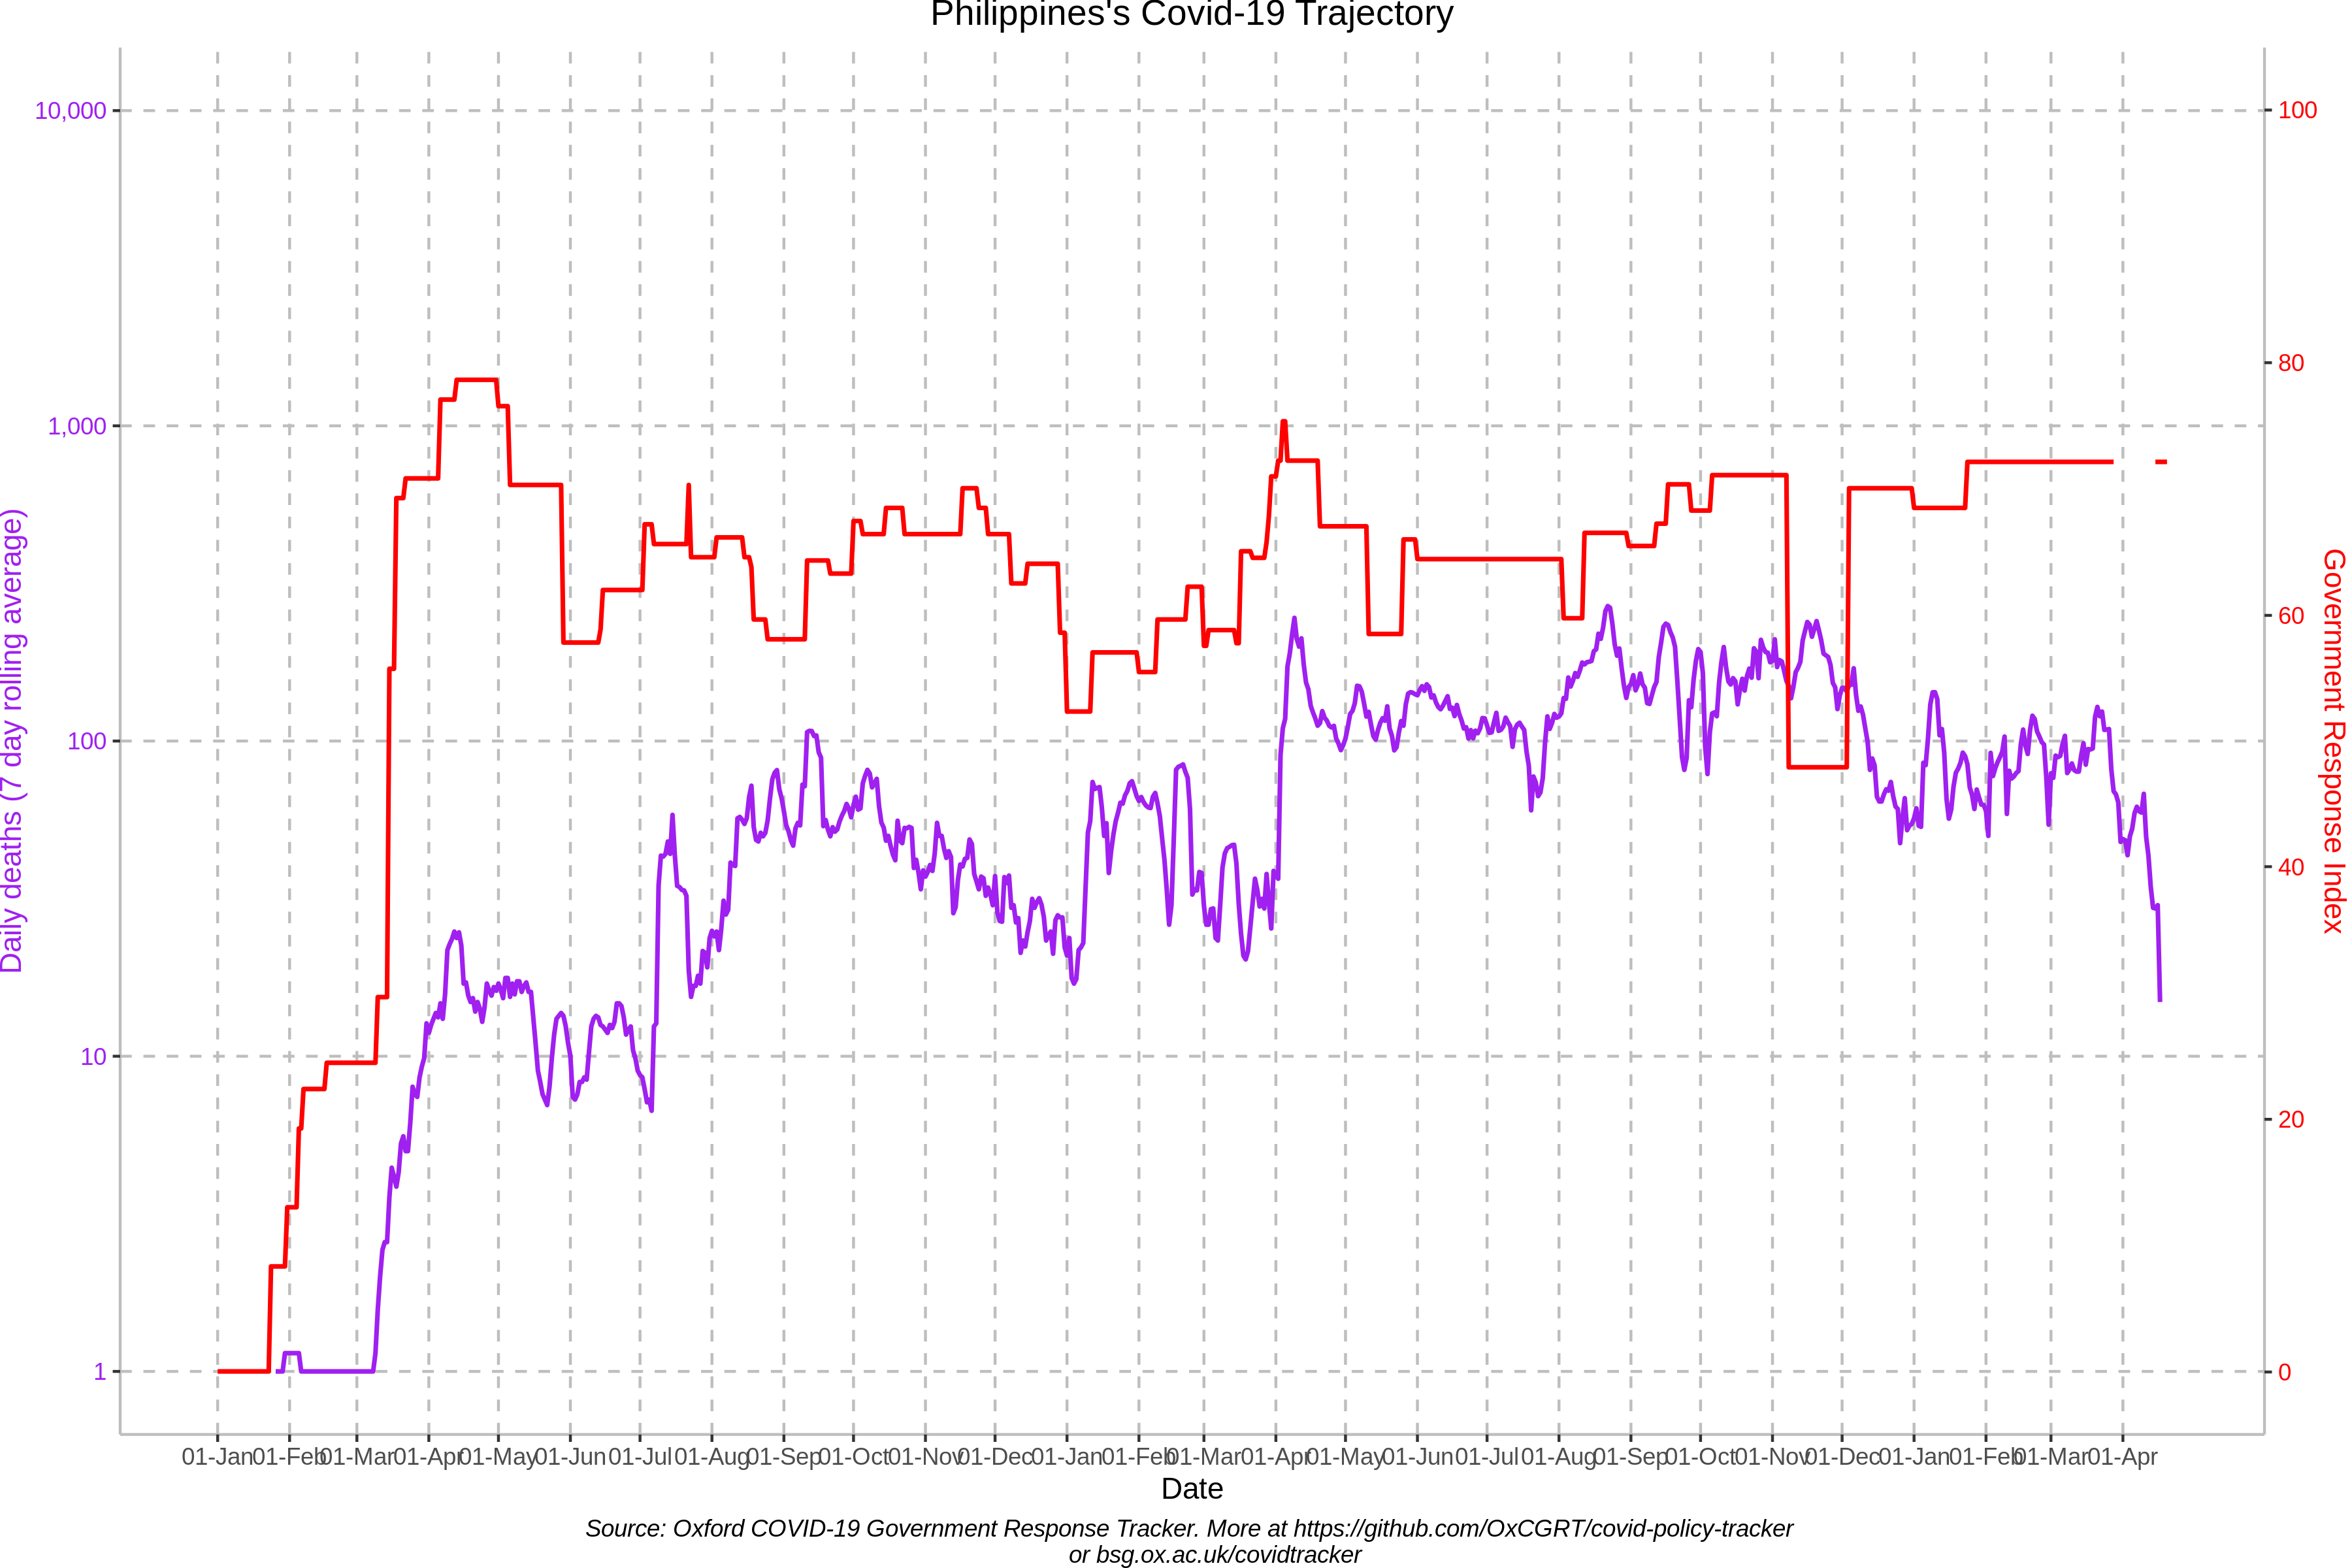 Philippines's Covid-19 Trajectory
10,000
1,000
100
10
1
Daily deaths (7 day rolling average)
100
80
60
40
20
0
Government Response Index
01-Jan 01-Feb 01-Mar 01-Apr 01-May 01-Jun 01-Jul 01-Aug 01-Sep 01-Oct 01-Nov 01-Dec 01-Jan 01-Feb 01-Mar 01-Apr 01-May 01-Jun 01-Jul 01-Aug 01-Sep 01-Oct 01-Nov 01-Dec 01-Jan 01-Feb 01-Mar 01-Apr
Date
Source: Oxford COVID-19 Government Response Tracker. More at https://github.com/OxCGRT/covid-policy-tracker
or bsg.ox.ac.uk/covidtracker